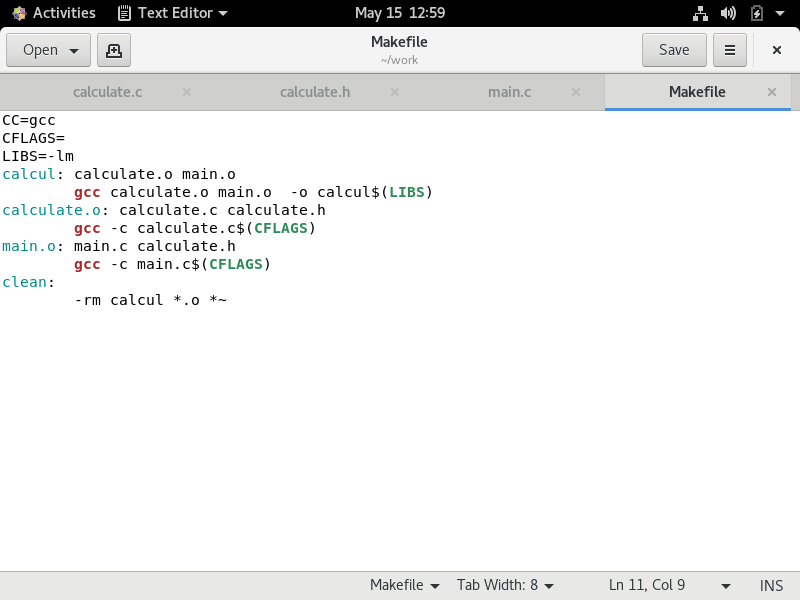 Activities Text Editor May 15 12:59
Open Makefile Save
~/work
calculate.c calculate.h main.c Makefile
CC=gcc
CFLAGS=
LIBS=-lm
calcul: calculate.o main.o
        gcc calculate.o main.o  -o calcul$(LIBS)
calculate.o: calculate.c calculate.h
        gcc -c calculate.c$(CFLAGS)
main.o: main.c calculate.h
        gcc -c main.c$(CFLAGS)
clean:
        -rm calcul *.o *~
Makefile Tab Width: 8 Ln 11, Col 9 INS